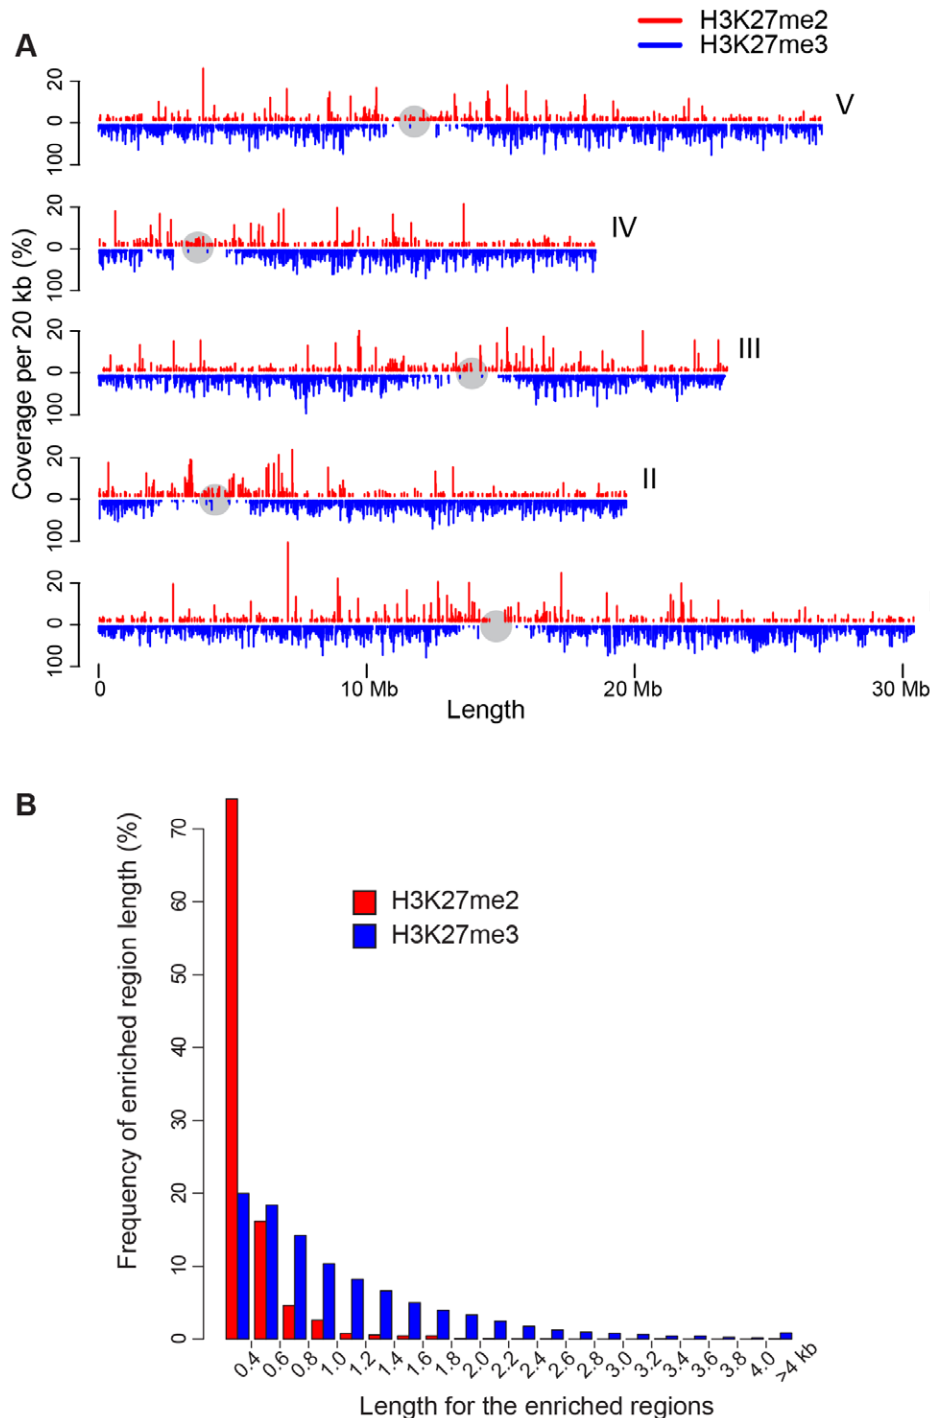 A
H3K27me2
H3K27me3
Coverage per 20 kb (%)
20
0
100
V
20
0
100
IV
20
0
100
III
20
0
100
II
20
0
100
0 10 Mb 20 Mb 30 Mb
Length
B
Frequency of enriched region length (%)
70
60
50
40
30
20
10
0
H3K27me2
H3K27me3
0.4 0.6 0.8 1.0 1.2 1.4 1.6 1.8 2.0 2.2 2.4 2.6 2.8 3.0 3.2 3.4 3.6 3.8 4.0 >4 kb
Length for the enriched regions